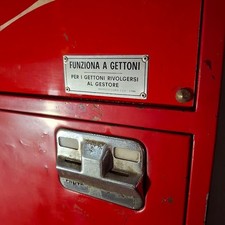 FUNZIONA A GETTONI
PER I GETTONI RIVOLGERSI
AL GESTORE